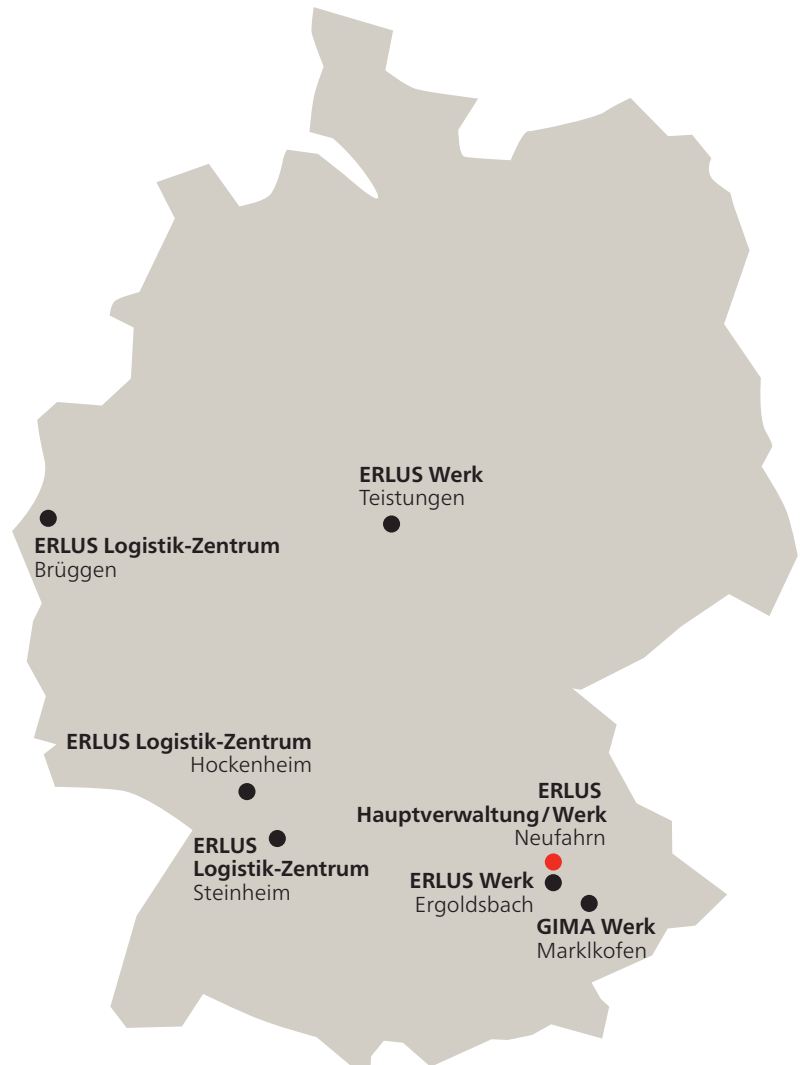 ERLUS Werk
Teistungen
ERLUS Logistik-Zentrum
Brüggen
ERLUS Logistik-Zentrum
Hockenheim
ERLUS
Logistik-Zentrum
Steinheim
ERLUS
Hauptverwaltung/Werk
Neufahrn
ERLUS Werk
Ergoldsbach
GIMA Werk
Marklkofen